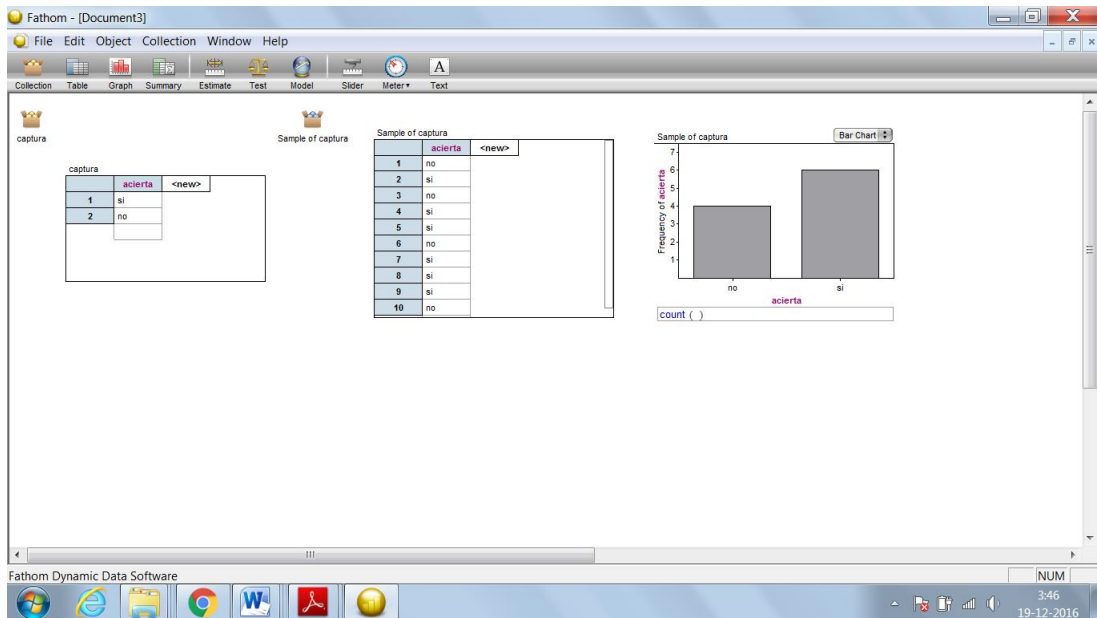 Fathom - [Document3]
File Edit Object Collection Window Help
Collection Table Graph Summary Estimate Test Model Slider Meter Text
captura
captura
acierta <new>
1 si
2 no
Sample of captura
Sample of captura
acierta <new>
1 no
2 si
3 no
4 si
5 si
6 no
7 si
8 si
9 si
10 no
Sample of captura Bar Chart
7
6
5
4
3
2
1
Frequency of acierta
no si
acierta
count ( )
Fathom Dynamic Data Software NUM
3:46
19-12-2016